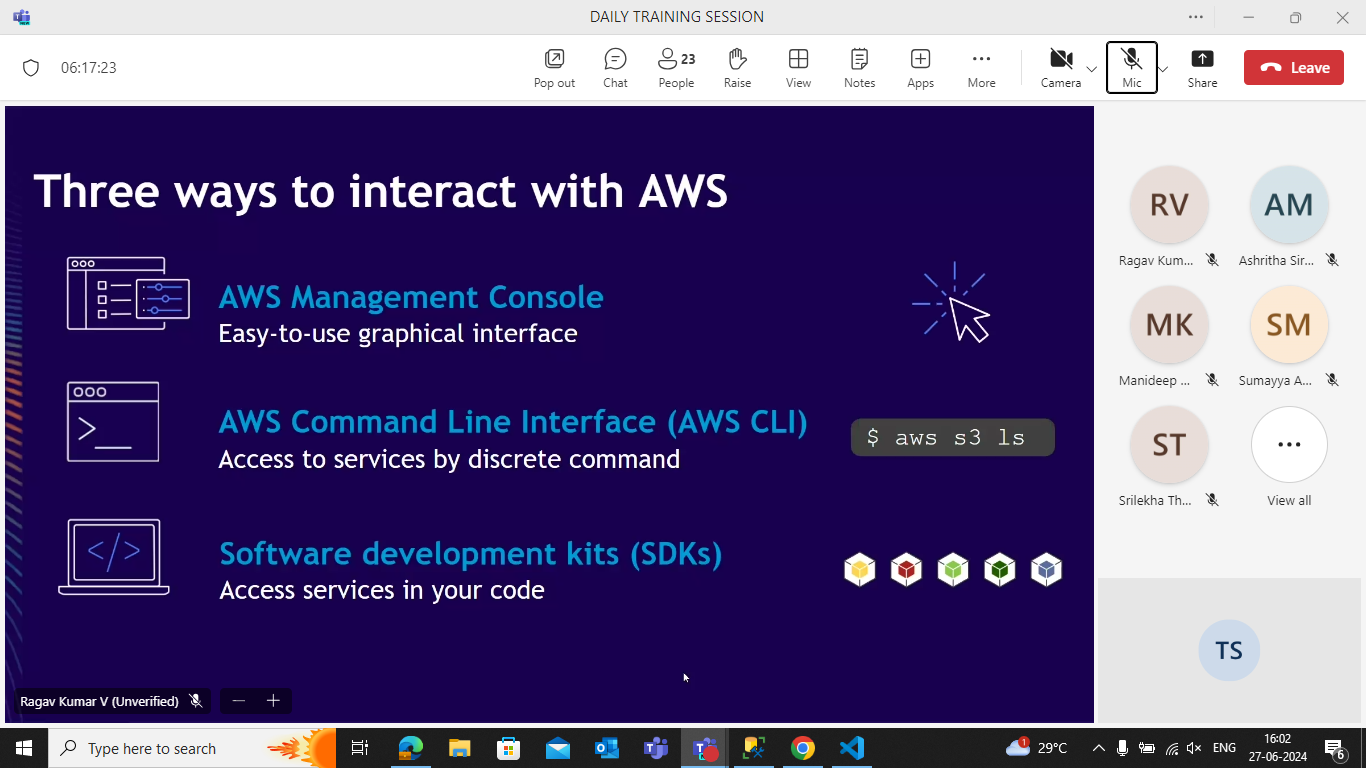 DAILY TRAINING SESSION
06:17:23
Pop out
Chat
23
People
Raise
View
Notes
Apps
More
Camera
Mic
Share
Leave
Three ways to interact with AWS
AWS Management Console
Easy-to-use graphical interface
AWS Command Line Interface (AWS CLI)
Access to services by discrete command
$ aws s3 ls
Software development kits (SDKs)
Access services in your code
Ragav Kumar V (Unverified)
RV
Ragav Kum...
AM
Ashritha Sir...
MK
Manideep ...
SM
Sumayya A...
ST
Srilekha Th...
View all
TS
Type here to search
1
29°C
ENG
16:02
27-06-2024
6